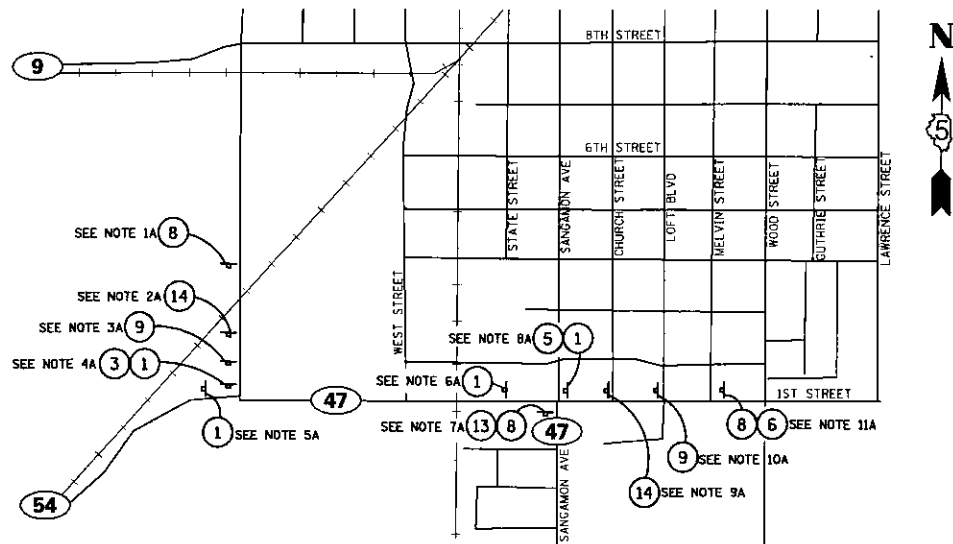 8TH STREET
N
9
5
6TH STREET
STATE STREET
SANGAMON AVE
CHURCH STREET
LOFTI BLVD
MELVIN STREET
WOOD STREET
GUTHRIE STREET
LAWRENCE STREET
SEE NOTE 1A 8
SEE NOTE 2A 14
SEE NOTE 3A 9
SEE NOTE 4A 3 1
WEST STREET
SEE NOTE 8A 5 1
SEE NOTE 6A 1
1ST STREET
47
1 SEE NOTE 5A
SEE NOTE 7A 13 8
47
8 6 SEE NOTE 11A
9 SEE NOTE 10A
14 SEE NOTE 9A
54
SANGAMON AVE